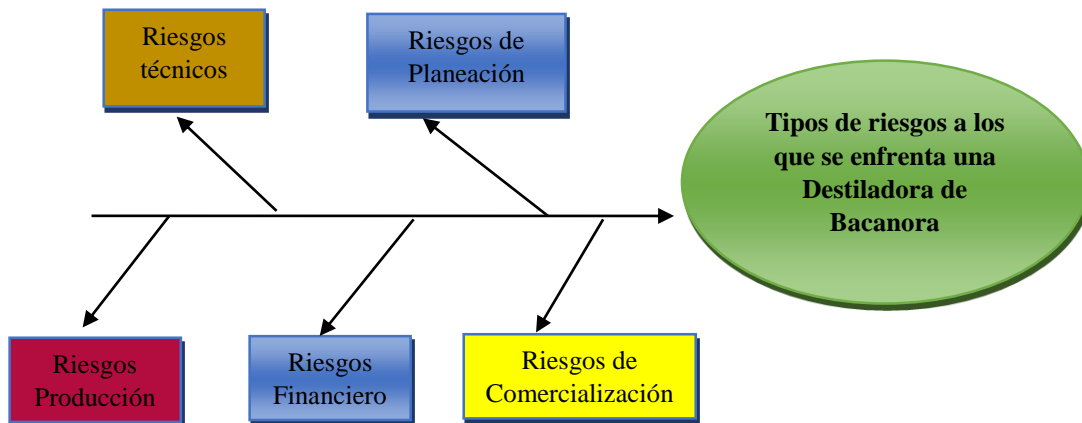 Riesgos
técnicos
Riesgos de
Planeación
Tipos de riesgos a los
que se enfrenta una
Destiladora de
Bacanora
Riesgos
Producción
Riesgos
Financiero
Riesgos de
Comercialización